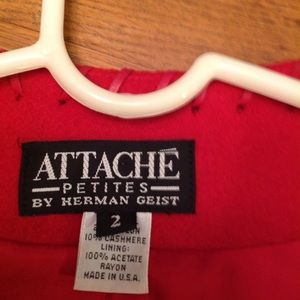 ATTACHÉ
PETITES
BY HERMAN GEIST
2
10% CASHMERE
LINING:
100% ACETATE
RAYON
MADE IN U.S.A.